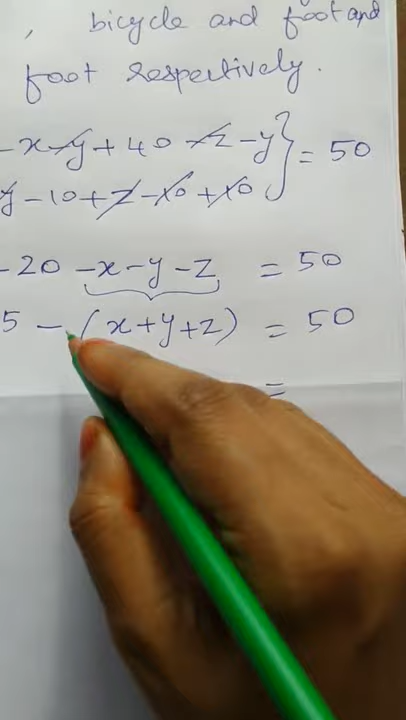 , bicycle and foot and
foot respectively.
- x - y + 40 - z - y } = 50
y - 10 + z - 10 + 10
- 20 - x - y - z = 50
5 - ( x + y + z ) = 50
=